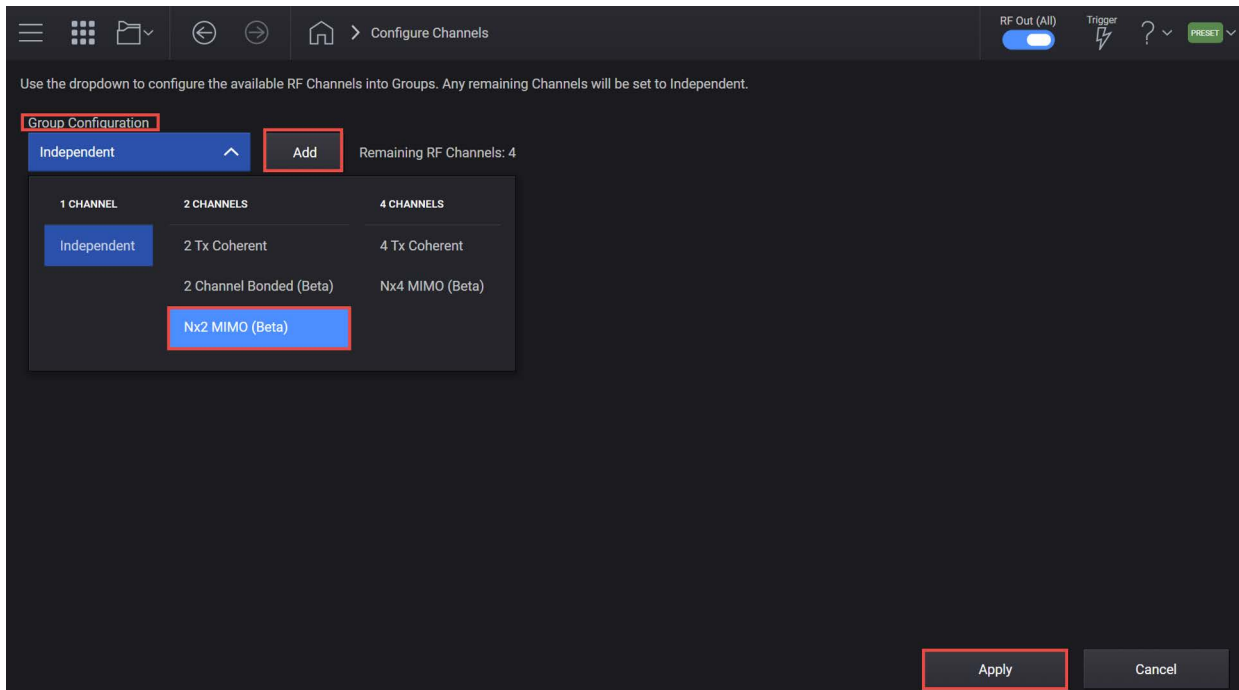 Configure Channels
RF Out (All)
Trigger
PRESET
Use the dropdown to configure the available RF Channels into Groups. Any remaining Channels will be set to Independent.
Group Configuration
Independent
Add
Remaining RF Channels: 4
1 CHANNEL
2 CHANNELS
4 CHANNELS
Independent
2 Tx Coherent
4 Tx Coherent
2 Channel Bonded (Beta)
Nx4 MIMO (Beta)
Nx2 MIMO (Beta)
Apply
Cancel